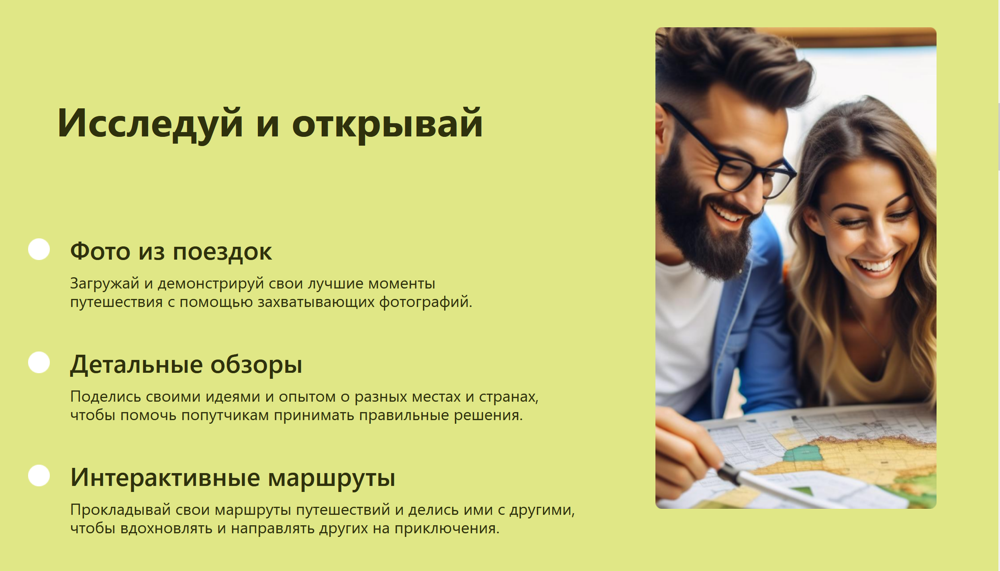 Исследуй и открывай
Фото из поездок
Загружай и демонстрируй свои лучшие моменты
путешествия с помощью захватывающих фотографий.
Детальные обзоры
Поделись своими идеями и опытом о разных местах и странах,
чтобы помочь попутчикам принимать правильные решения.
Интерактивные маршруты
Прокладывай свои маршруты путешествий и делись ими с другими,
чтобы вдохновлять и направлять других на приключения.